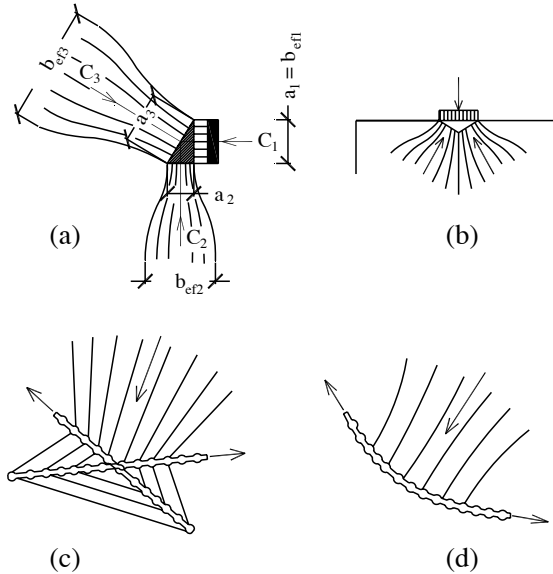 b_ef3
C_3
a_3
C_1
a_1 = b_ef1
a_2
C_2
b_ef2
(a)
(b)
(c)
(d)